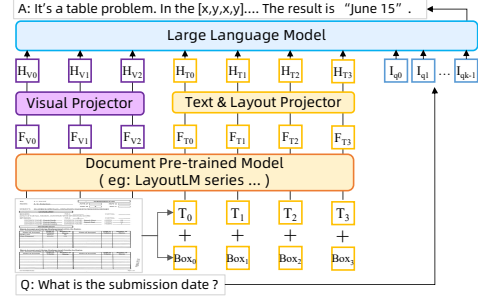 A: It's a table problem. In the [x,y,x,y].... The result is "June 15".
Large Language Model
H_V0 H_V1 H_V2 H_T0 H_T1 H_T2 H_T3 I_q0 I_q1 ... I_qk-1
Visual Projector Text & Layout Projector
F_V0 F_V1 F_V2 F_T0 F_T1 F_T2 F_T3
Document Pre-trained Model
( eg: LayoutLM series ... )
T_0 T_1 T_2 T_3
+ + + +
Box_0 Box_1 Box_2 Box_3
Q: What is the submission date ?